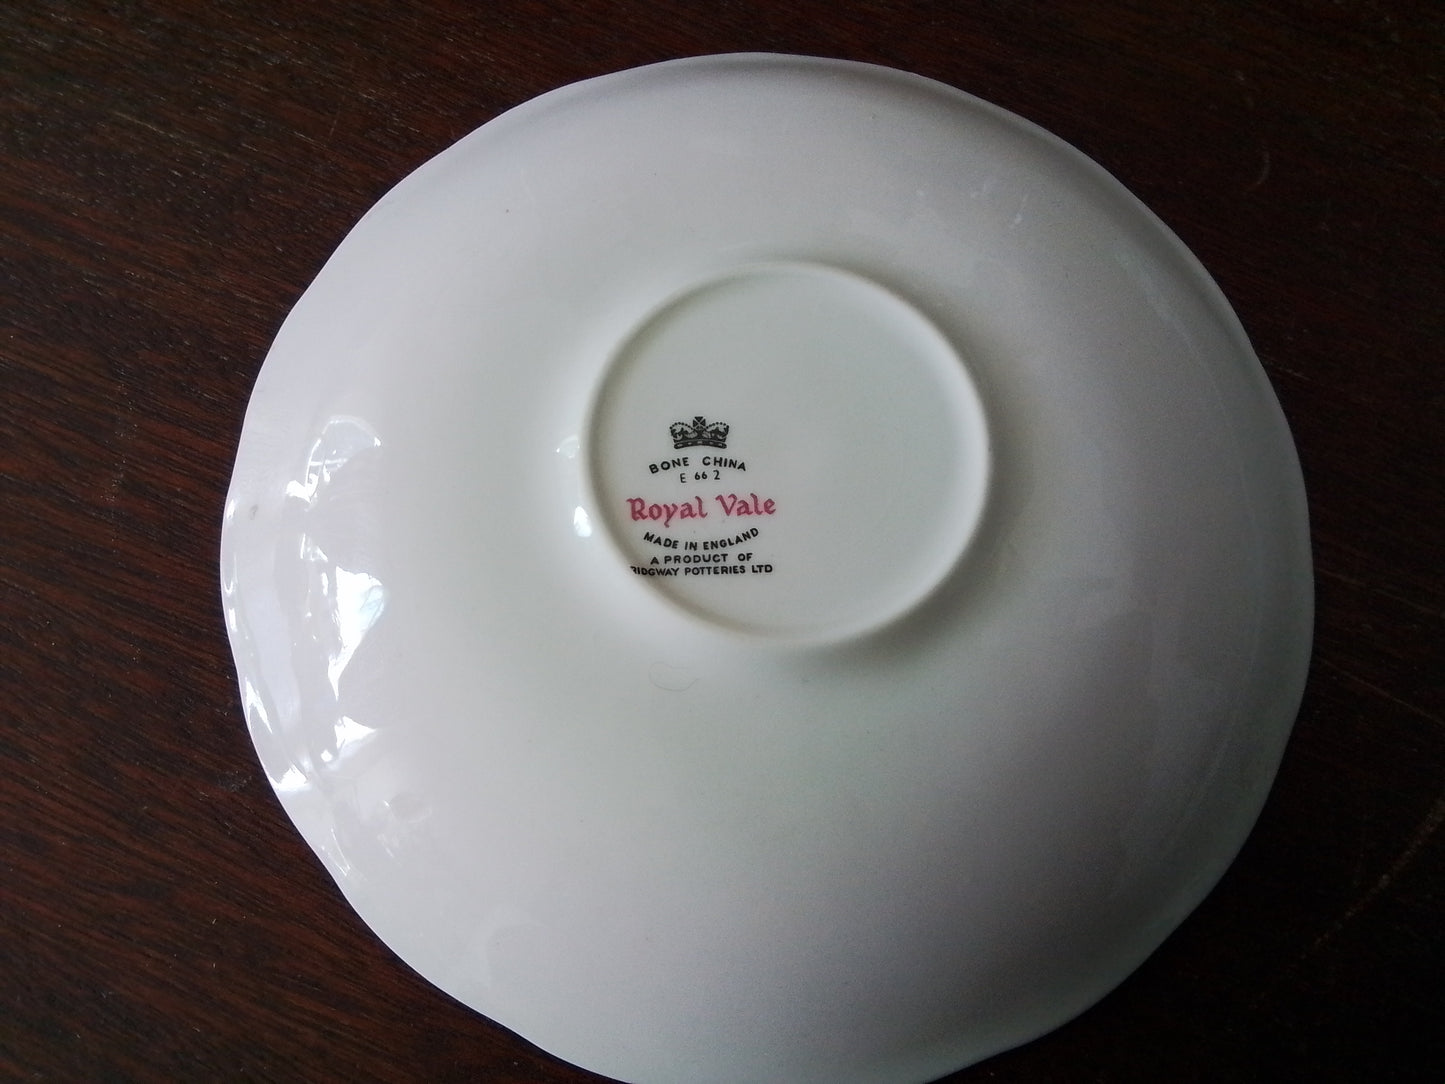 BONE CHINA
E 66 2
Royal Vale
MADE IN ENGLAND
A PRODUCT OF
RIDGWAY POTTERIES LTD